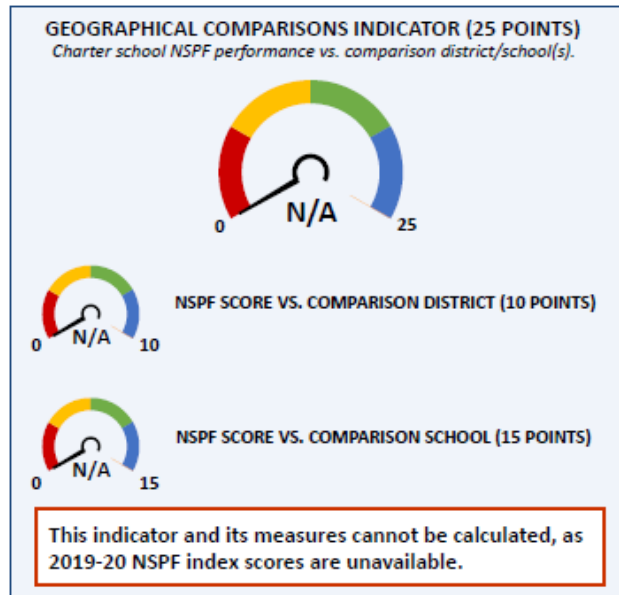 GEOGRAPHICAL COMPARISONS INDICATOR (25 POINTS)
Charter school NSPF performance vs. comparison district/school(s).
N/A
0
25
NSPF SCORE VS. COMPARISON DISTRICT (10 POINTS)
N/A
0
10
NSPF SCORE VS. COMPARISON SCHOOL (15 POINTS)
N/A
0
15
This indicator and its measures cannot be calculated, as
2019-20 NSPF index scores are unavailable.